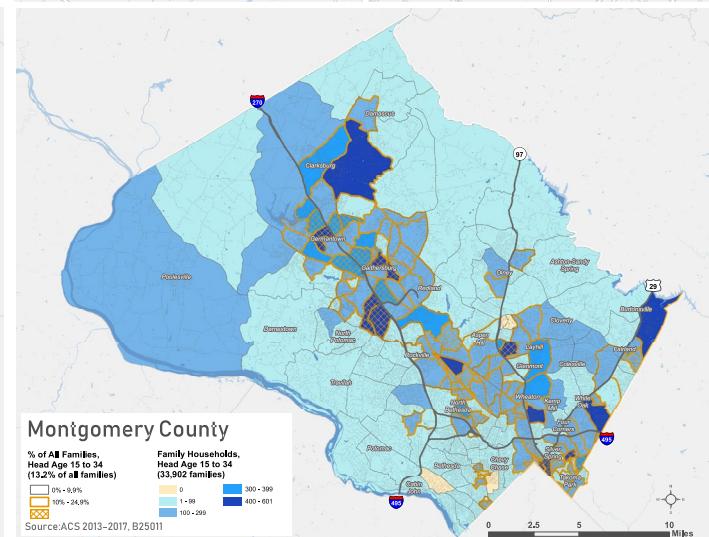 270
Damascus
97
Clarksburg
Germantown
Gaithersburg
Olney
Ashton-Sandy
Spring
Poolesville
Redland
29
Burtonsville
Darnestown
North
Potomac
Aspen
Hill
Cloverly
Rockville
Layhill
Fairland
Glenmont
Colesville
Travilah
Wheaton
Kemp
Mill
White
Oak
North
Bethesda
Four
Corners
495
Potomac
Silver
Spring
Bethesda
Chevy
Chase
Takoma
Park
Cabin
John
495
Montgomery County
% of All Families,
Head Age 15 to 34
(13.2% of all families)
0% - 9.9%
10% - 24.9%
Family Households,
Head Age 15 to 34
(33,902 families)
0
1 - 99
100 - 299
300 - 399
400 - 601
Source:ACS 2013–2017, B25011
0 2.5 5 10
Miles